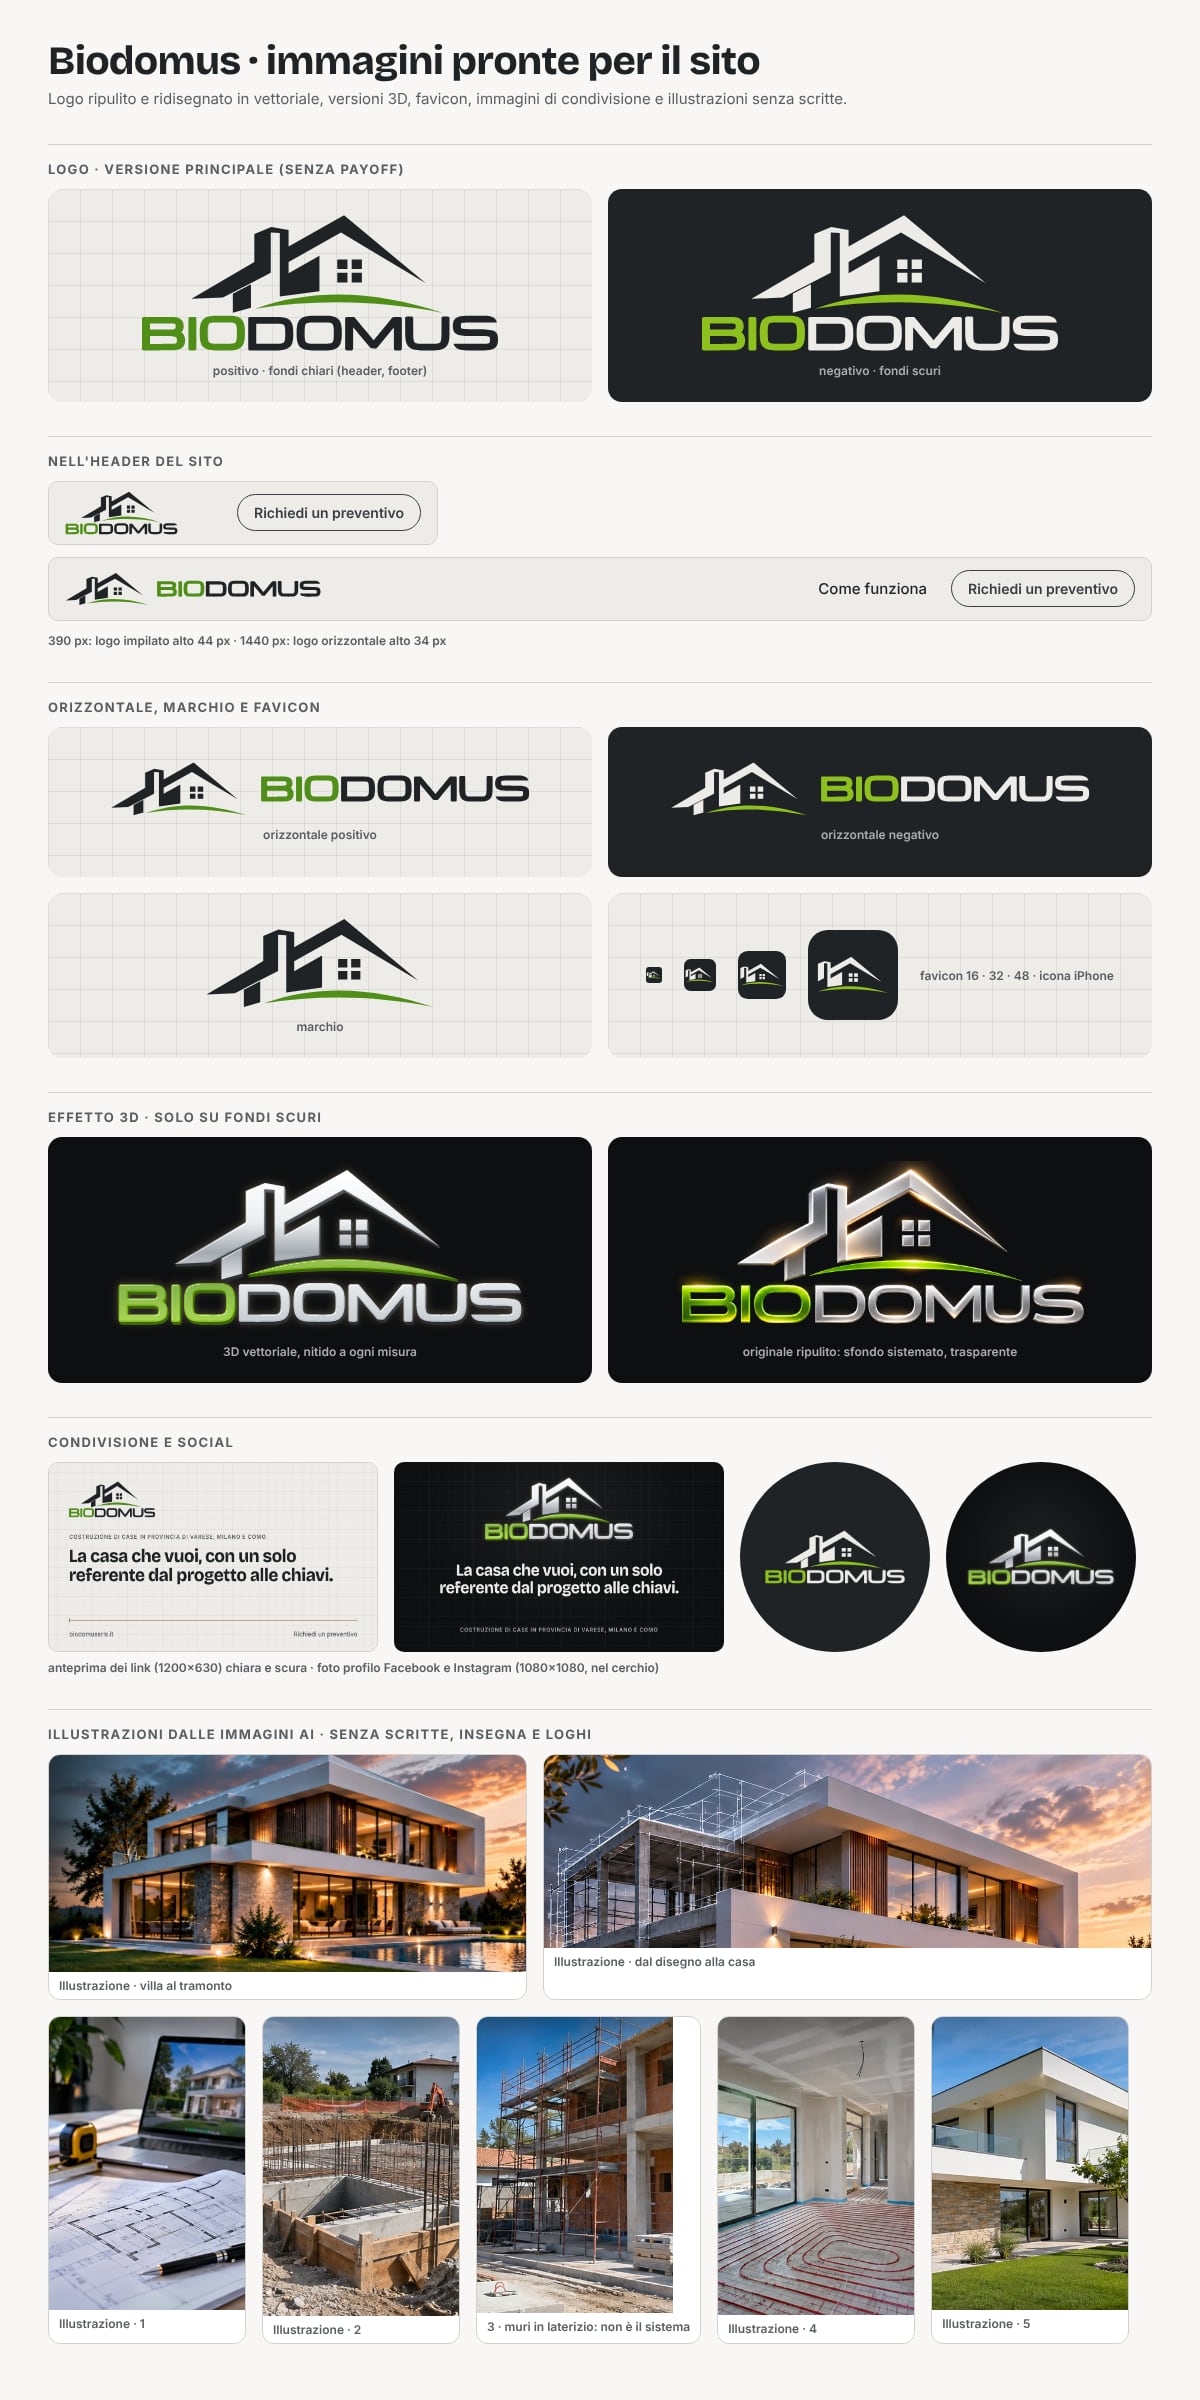 Biodomus · immagini pronte per il sito
Logo ripulito e ridisegnato in vettoriale, versioni 3D, favicon, immagini di condivisione e illustrazioni senza scritte.
LOGO · VERSIONE PRINCIPALE (SENZA PAYOFF)
BIODOMUS
positivo · fondi chiari (header, footer)
BIODOMUS
negativo · fondi scuri
NELL'HEADER DEL SITO
BIODOMUS
Richiedi un preventivo
BIODOMUS
Come funziona
Richiedi un preventivo
390 px: logo impilato alto 44 px · 1440 px: logo orizzontale alto 34 px
ORIZZONTALE, MARCHIO E FAVICON
BIODOMUS
orizzontale positivo
BIODOMUS
orizzontale negativo
marchio
favicon 16 · 32 · 48 · icona iPhone
EFFETTO 3D · SOLO SU FONDI SCURI
BIODOMUS
3D vettoriale, nitido a ogni misura
BIODOMUS
originale ripulito: sfondo sistemato, trasparente
CONDIVISIONE E SOCIAL
BIODOMUS
COSTRUZIONE DI CASE IN PROVINCIA DI VARESE, MILANO E COMO
La casa che vuoi, con un solo
referente dal progetto alle chiavi.
biodomussrls.it
Richiedi un preventivo
BIODOMUS
La casa che vuoi, con un solo
referente dal progetto alle chiavi.
COSTRUZIONE DI CASE IN PROVINCIA DI VARESE, MILANO E COMO
BIODOMUS
BIODOMUS
anteprima dei link (1200×630) chiara e scura · foto profilo Facebook e Instagram (1080×1080, nel cerchio)
ILLUSTRAZIONI DALLE IMMAGINI AI · SENZA SCRITTE, INSEGNA E LOGHI
Illustrazione · villa al tramonto
Illustrazione · dal disegno alla casa
Illustrazione · 1
Illustrazione · 2
3 · muri in laterizio: non è il sistema
Illustrazione · 4
Illustrazione · 5